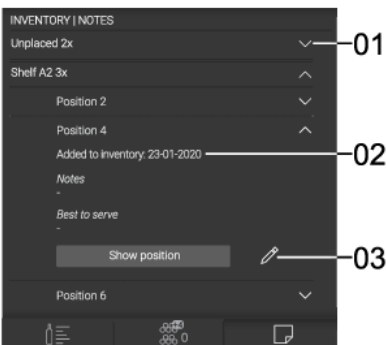 INVENTORY | NOTES
Unplaced 2x
01
Shelf A2 3x
Position 2
Position 4
Added to inventory: 23-01-2020
02
Notes
-
Best to serve
-
Show position
03
Position 6
0